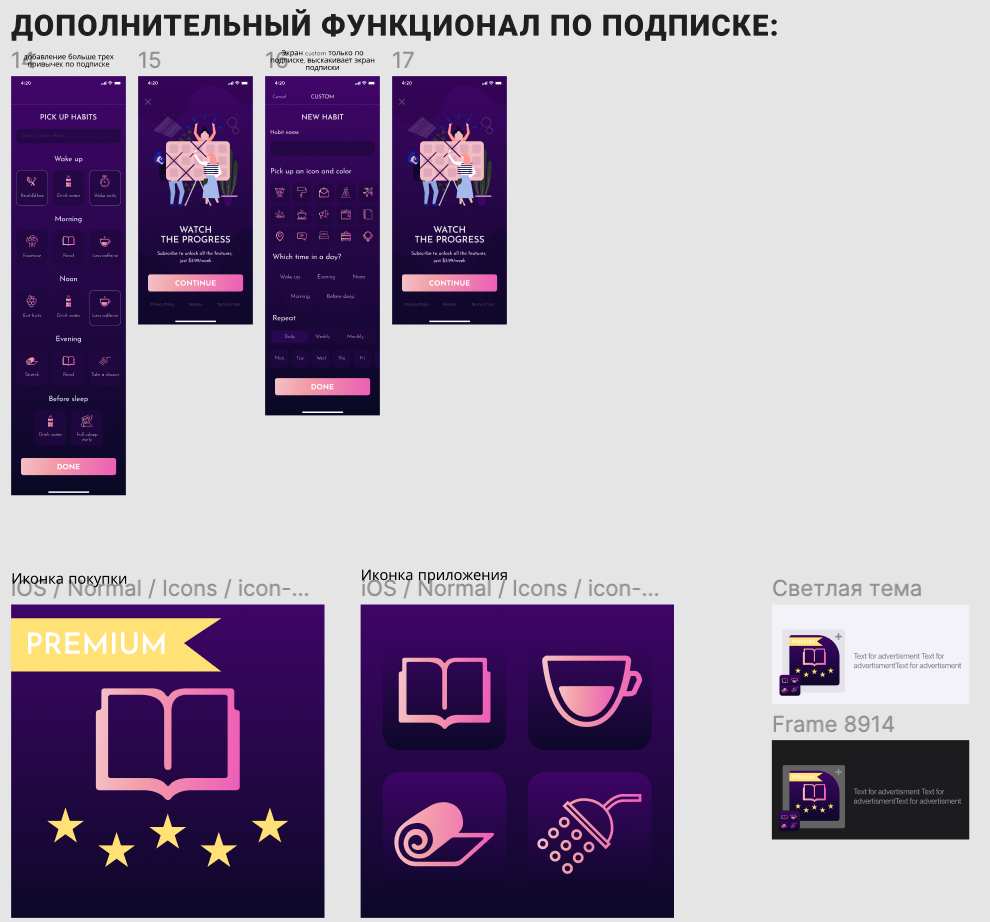 ДОПОЛНИТЕЛЬНЫЙ ФУНКЦИОНАЛ ПО ПОДПИСКЕ:
14
добавление больше трех
привычек по подписке
15
16
Экран custom только по
подписке, выскакивает экран
подписки
17
4:20
PICK UP HABITS
Wake up
Drink water
Wake early
Morning
Exercise
Read
Less caffeine
Noon
Eat fruits
Drink water
Less caffeine
Evening
Stretch
Read
Take a shower
Before sleep
Drink water
Fall asleep
early
DONE
4:20
WATCH
THE PROGRESS
Subscribe to unlock all the features,
just $3.99/week
CONTINUE
Privacy Policy
Restore
Terms of Use
4:20
Cancel
CUSTOM
NEW HABIT
Habit name
Pick up an icon and color
Which time in a day?
Wake up
Evening
Noon
Morning
Before sleep
Repeat
Daily
Weekly
Monthly
Mon
Tue
Wed
Thu
Fri
DONE
4:20
WATCH
THE PROGRESS
Subscribe to unlock all the features,
just $3.99/week
CONTINUE
Privacy Policy
Restore
Terms of Use
Иконка покупки
iOS / Normal / Icons / icon-...
PREMIUM
Иконка приложения
iOS / Normal / Icons / icon-...
Светлая тема
PREMIUM
Text for advertisment Text for
advertismentText for advertisment
Frame 8914
PREMIUM
Text for advertisment Text for
advertismentText for advertisment